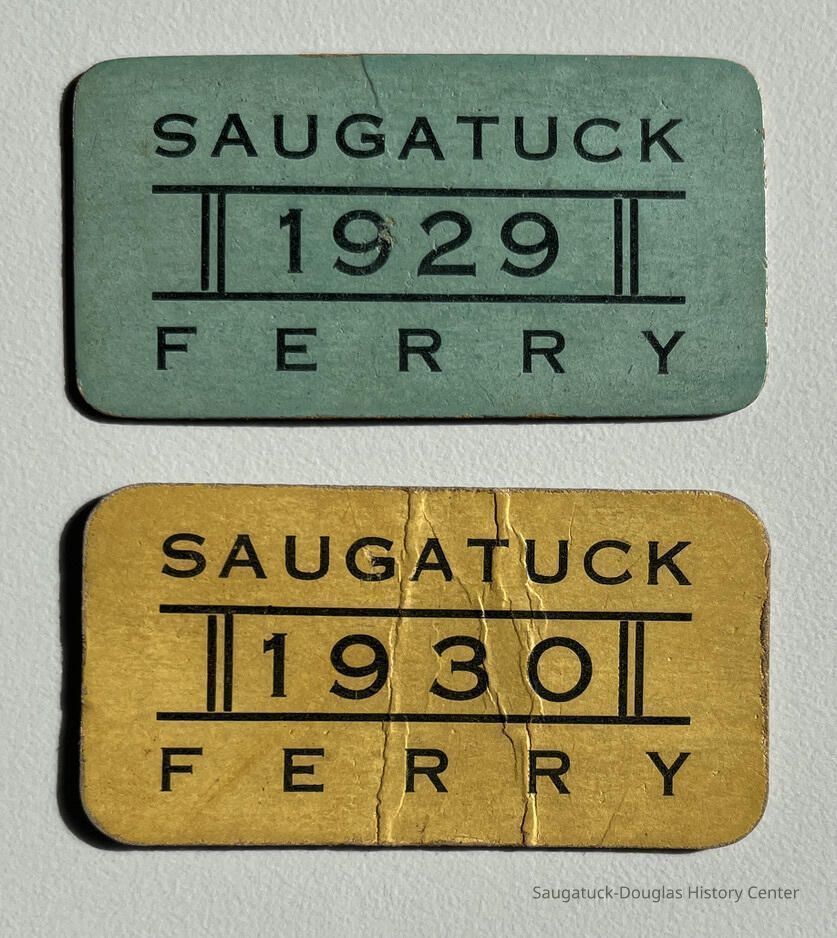 SAUGATUCK
1929
FERRY
SAUGATUCK
1930
FERRY
Saugatuck-Douglas History Center